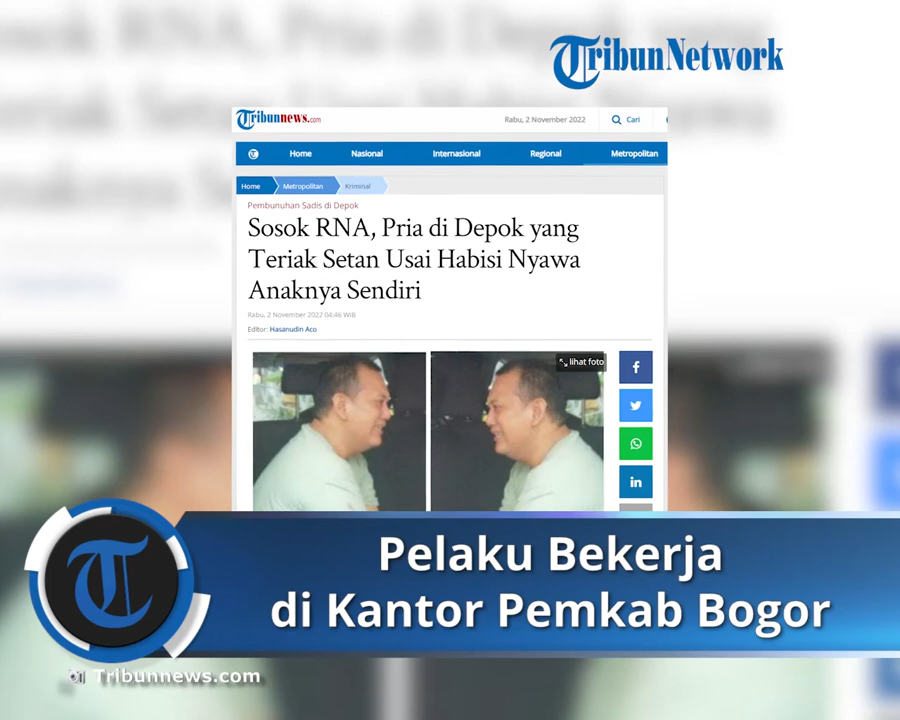 TribunNetwork
Tribunnews.com
Rabu, 2 November 2022
Cari
Home
Nasional
Internasional
Regional
Metropolitan
Home
Metropolitan
Kriminal
Pembunuhan Sadis di Depok
Sosok RNA, Pria di Depok yang
Teriak Setan Usai Habisi Nyawa
Anaknya Sendiri
Rabu, 2 November 2022 04:46 WIB
Editor: Hasanudin Aco
lihat foto
Pelaku Bekerja
di Kantor Pemkab Bogor
Tribunnews.com